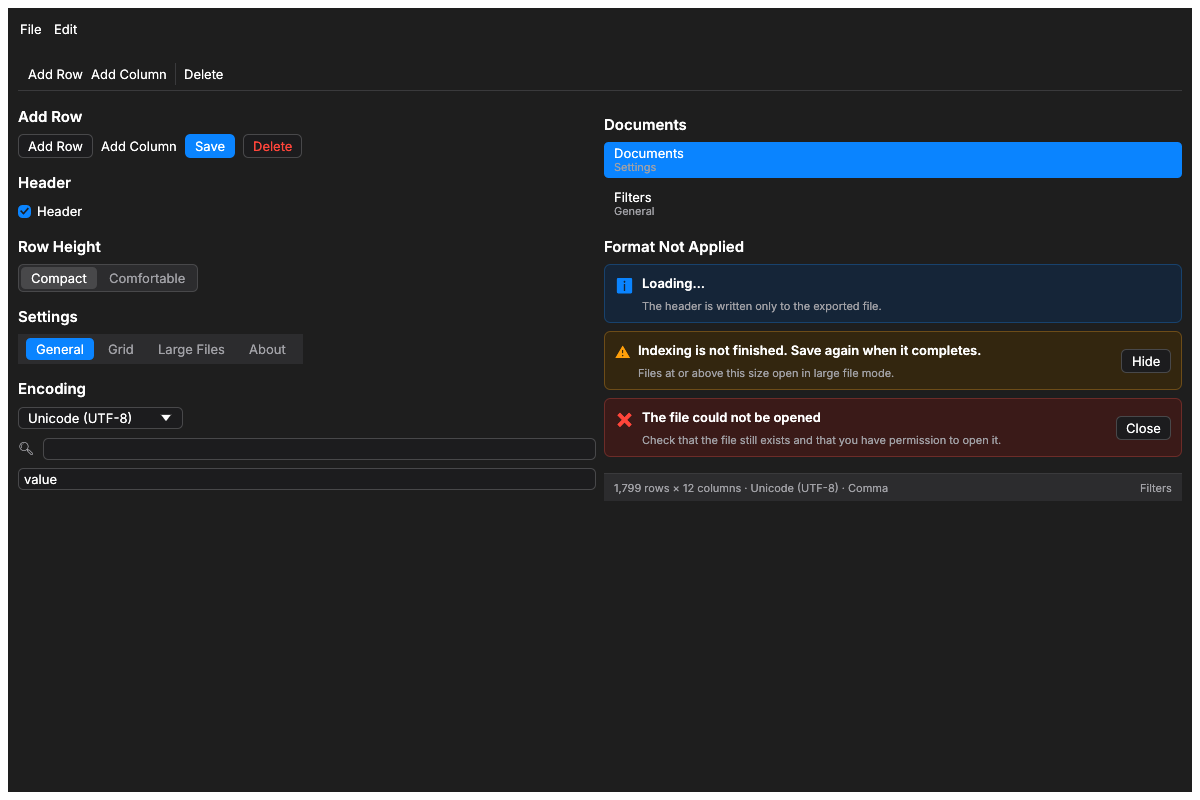 File Edit
Add Row Add Column Delete
Add Row
Add Row Add Column Save Delete
Header
Header
Row Height
Compact Comfortable
Settings
General Grid Large Files About
Encoding
Unicode (UTF-8)
value
Documents
Documents
Settings
Filters
General
Format Not Applied
Loading...
The header is written only to the exported file.
Indexing is not finished. Save again when it completes.
Files at or above this size open in large file mode.
Hide
The file could not be opened
Check that the file still exists and that you have permission to open it.
Close
1,799 rows × 12 columns · Unicode (UTF-8) · Comma Filters